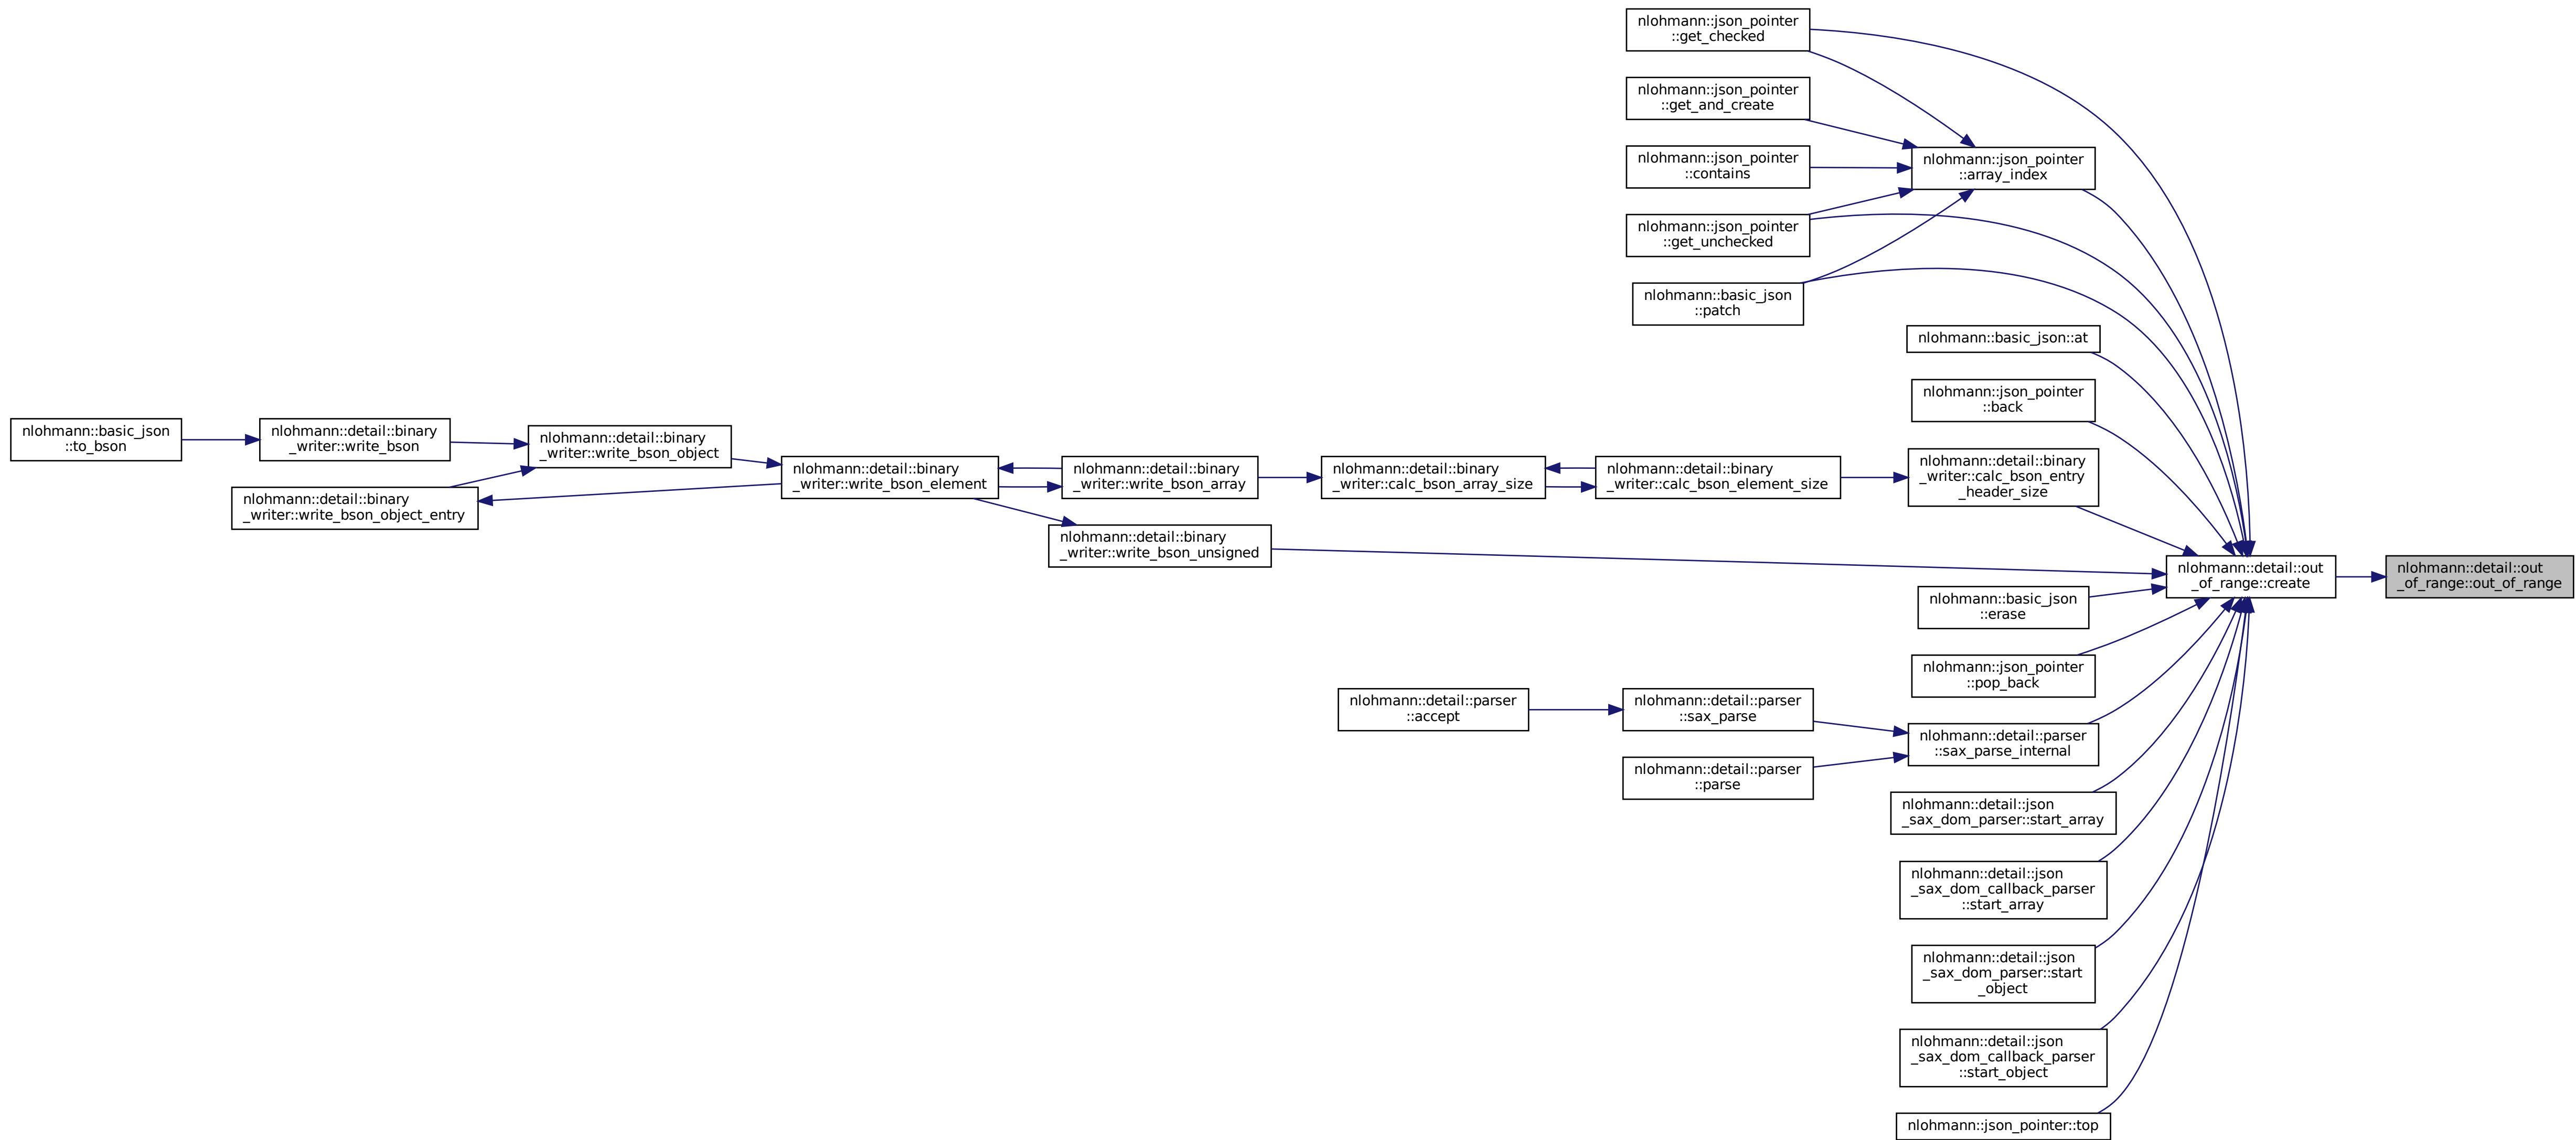 nlohmann::json_pointer
::get_checked
nlohmann::json_pointer
::get_and_create
nlohmann::json_pointer
::contains
nlohmann::json_pointer
::array_index
nlohmann::json_pointer
::get_unchecked
nlohmann::basic_json
::patch
nlohmann::basic_json::at
nlohmann::json_pointer
::back
nlohmann::basic_json
::to_bson
nlohmann::detail::binary
_writer::write_bson
nlohmann::detail::binary
_writer::write_bson_object
nlohmann::detail::binary
_writer::write_bson_object_entry
nlohmann::detail::binary
_writer::write_bson_element
nlohmann::detail::binary
_writer::write_bson_array
nlohmann::detail::binary
_writer::calc_bson_array_size
nlohmann::detail::binary
_writer::calc_bson_element_size
nlohmann::detail::binary
_writer::calc_bson_entry
_header_size
nlohmann::detail::binary
_writer::write_bson_unsigned
nlohmann::detail::out
_of_range::create
nlohmann::detail::out
_of_range::out_of_range
nlohmann::basic_json
::erase
nlohmann::json_pointer
::pop_back
nlohmann::detail::parser
::accept
nlohmann::detail::parser
::sax_parse
nlohmann::detail::parser
::sax_parse_internal
nlohmann::detail::parser
::parse
nlohmann::detail::json
_sax_dom_parser::start_array
nlohmann::detail::json
_sax_dom_callback_parser
::start_array
nlohmann::detail::json
_sax_dom_parser::start
_object
nlohmann::detail::json
_sax_dom_callback_parser
::start_object
nlohmann::json_pointer::top